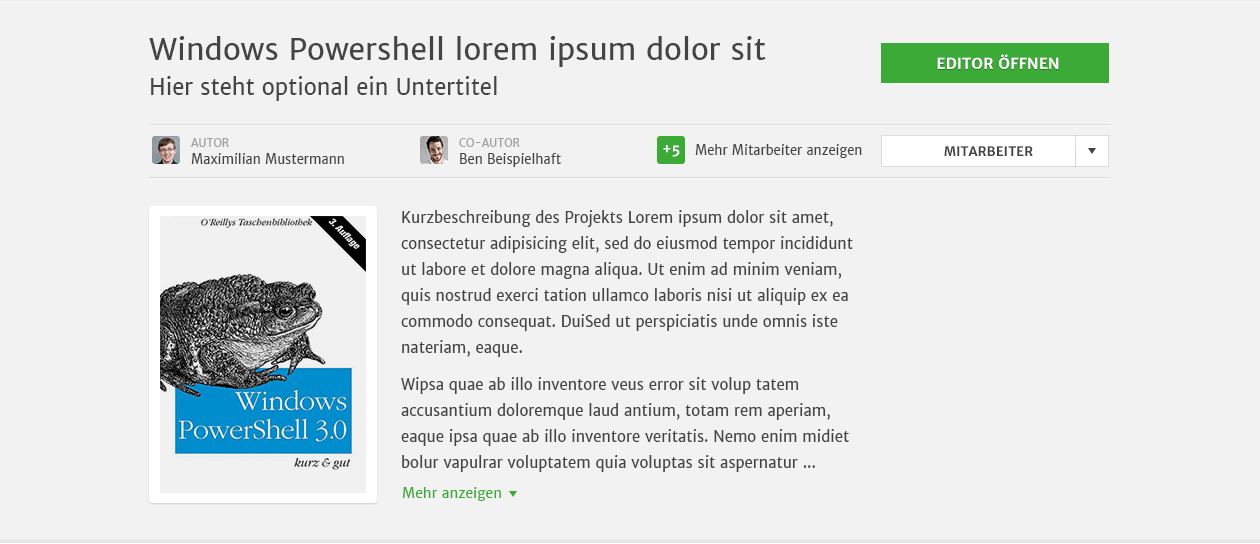 Windows Powershell lorem ipsum dolor sit
Hier steht optional ein Untertitel
EDITOR ÖFFNEN
AUTOR
Maximilian Mustermann
CO-AUTOR
Ben Beispielhaft
+5
Mehr Mitarbeiter anzeigen
MITARBEITER
O'Reillys Taschenbibliothek
3. Auflage
Windows
PowerShell 3.0
kurz & gut
Kurzbeschreibung des Projekts Lorem ipsum dolor sit amet,
consectetur adipisicing elit, sed do eiusmod tempor incididunt
ut labore et dolore magna aliqua. Ut enim ad minim veniam,
quis nostrud exerci tation ullamco laboris nisi ut aliquip ex ea
commodo consequat. DuiSed ut perspiciatis unde omnis iste
nateriam, eaque.
Wipsa quae ab illo inventore veus error sit volup tatem
accusantium doloremque laud antium, totam rem aperiam,
eaque ipsa quae ab illo inventore veritatis. Nemo enim midiet
bolur vapulrar voluptatem quia voluptas sit aspernatur ...
Mehr anzeigen